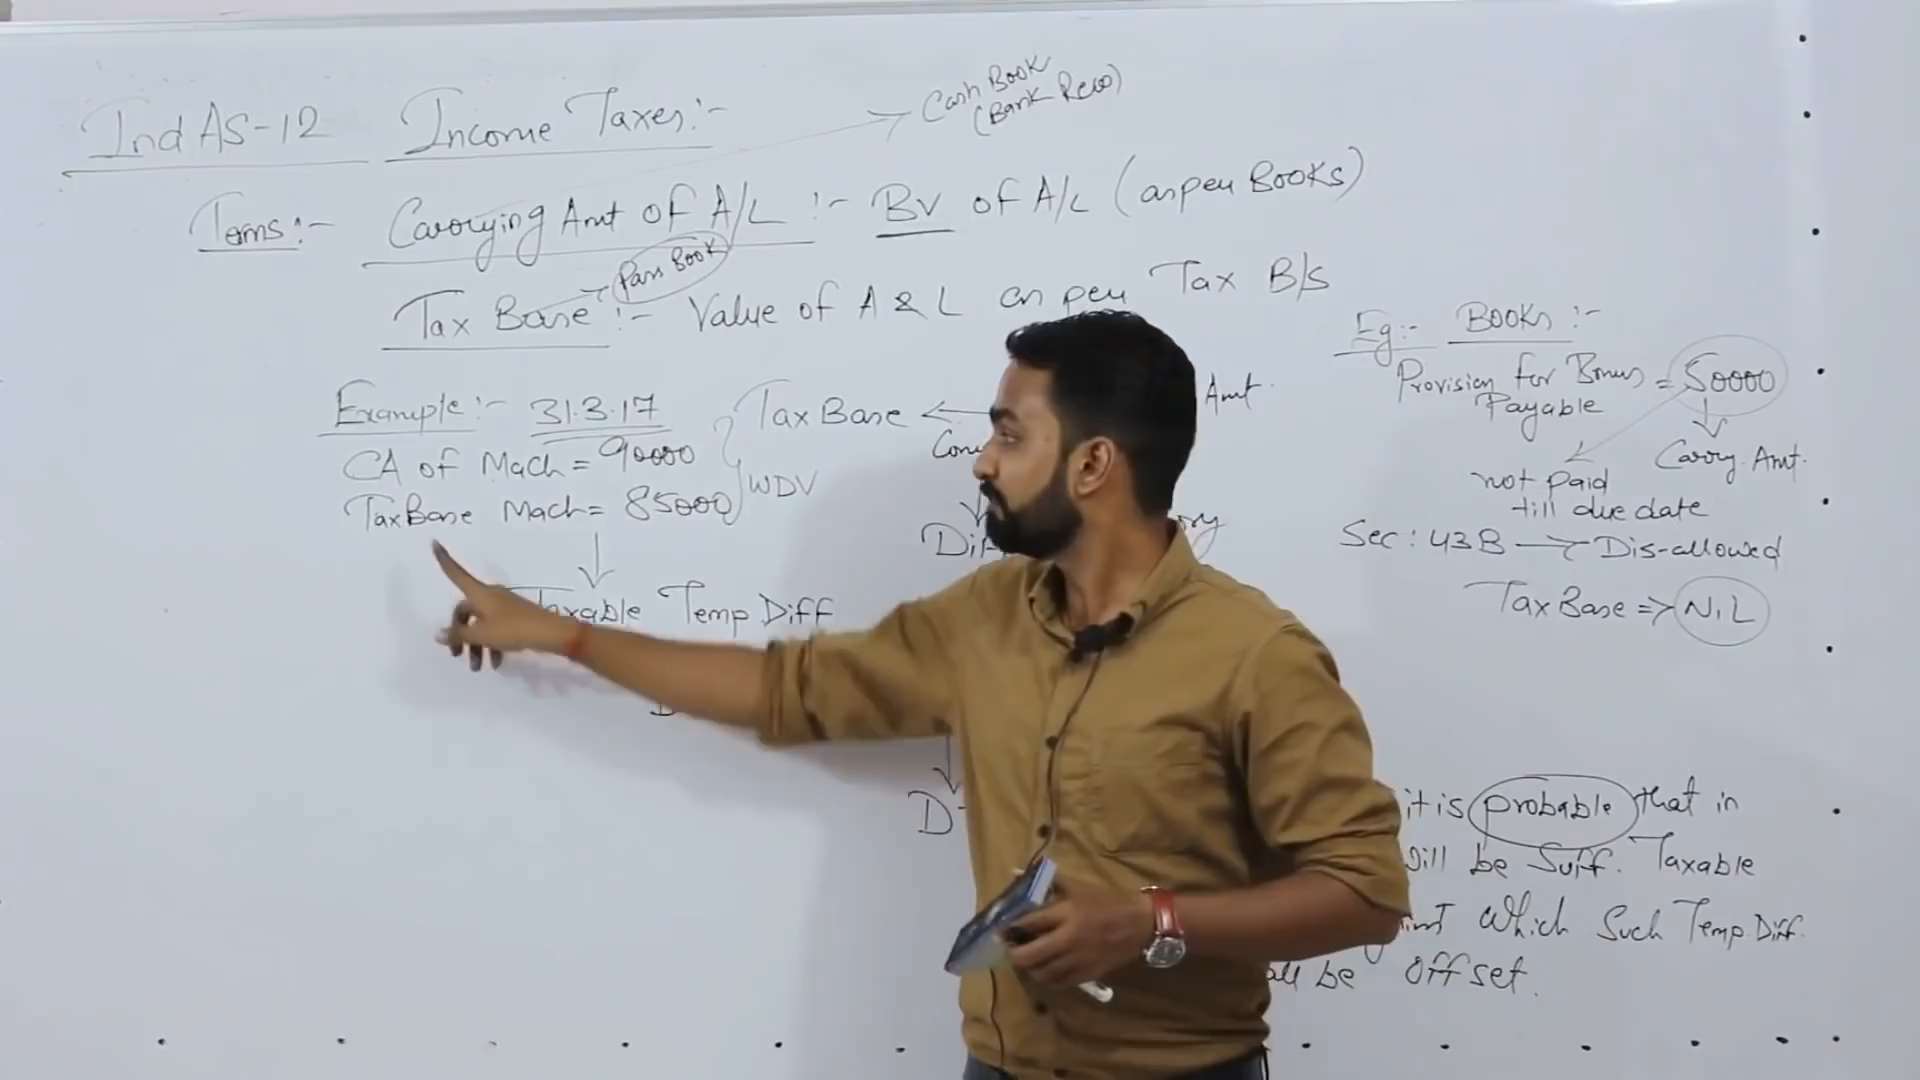 Ind AS-12 Income Taxes:-
Cash Book
(Bank Reco)
Terms:- Carrying Amt of A/L :- BV of A/L (as per Books)
Pass Book
Tax Base :- Value of A & L as per Tax B/S
Example:- 31.3.17
CA of Mach = 90000
Tax Base Mach = 85000
WDV
Taxable Temp Diff
Tax Base ←
Amt.
Eg:- Books:-
Provision for Bonus = 50000
Payable
Carry. Amt.
not paid
till due date
Sec: 43B → Dis-allowed
Tax Base => NIL
it is probable that in
will be Suff. Taxable
which Such Temp Diff.
be offset.